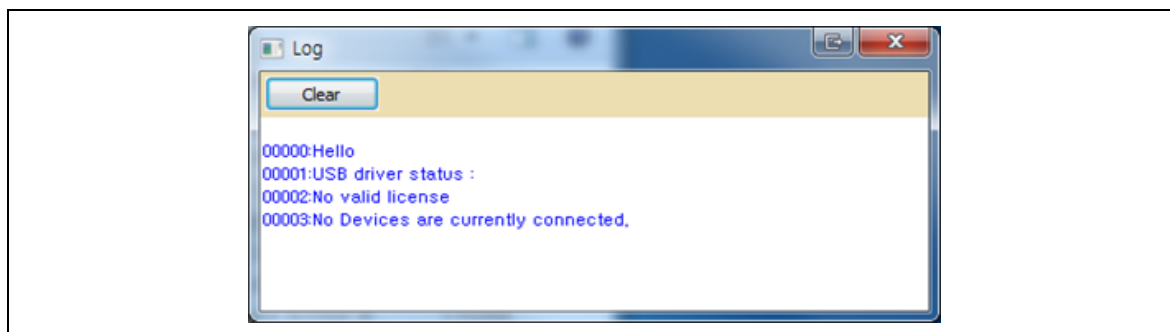 Log
Clear
00000:Hello
00001:USB driver status :
00002:No valid license
00003:No Devices are currently connected.